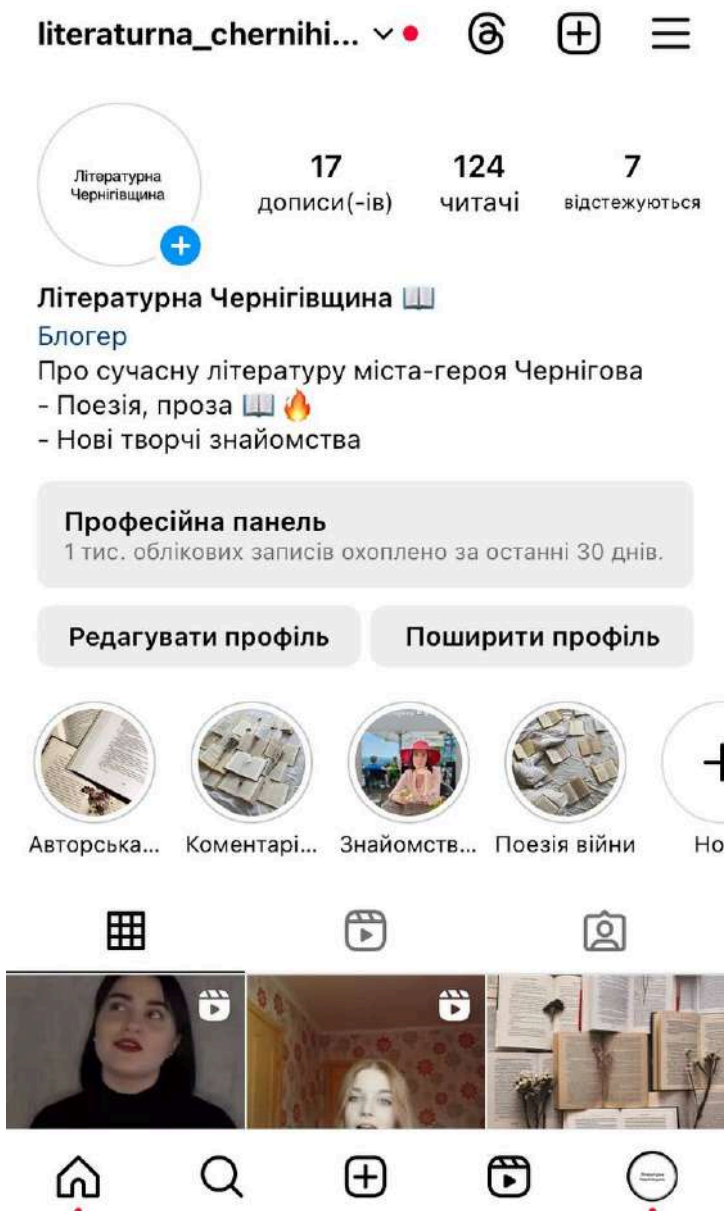 literaturna_chernihi...
Літературна
Чернігівщина
17
дописи(-ів)
124
читачі
7
відстежуються
Літературна Чернігівщина
Блогер
Про сучасну літературу міста-героя Чернігова
- Поезія, проза
- Нові творчі знайомства
Професійна панель
1 тис. облікових записів охоплено за останні 30 днів.
Редагувати профіль
Поширити профіль
Авторська...
Коментарі...
Знайомств...
Поезія війни
Но